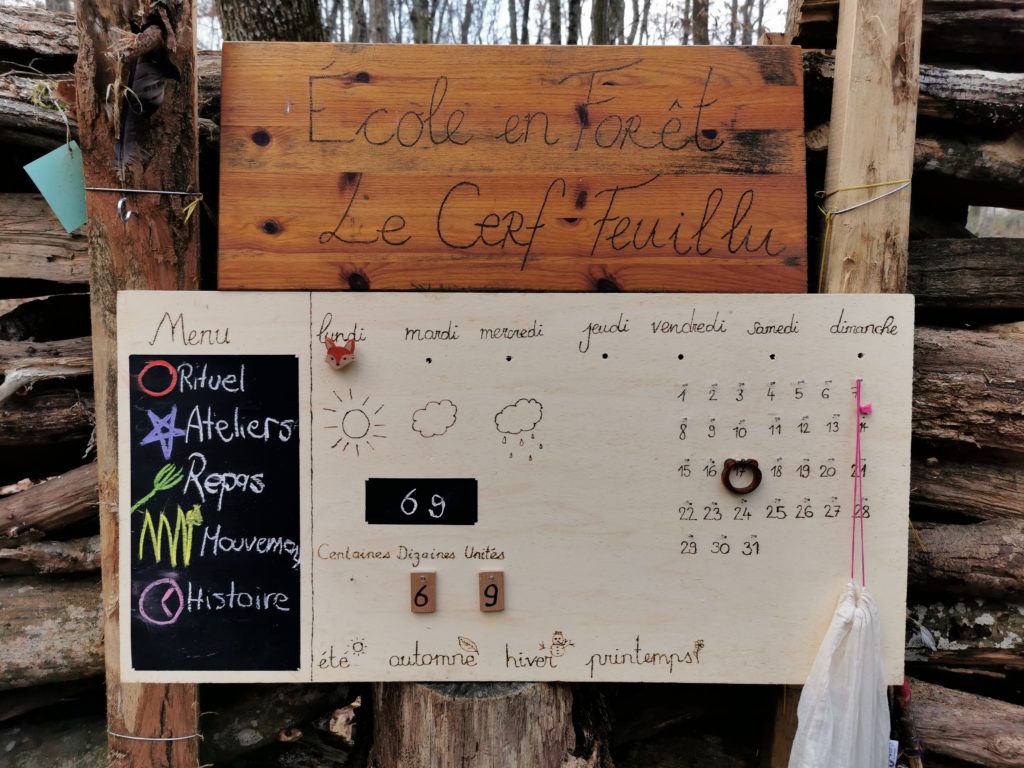 École en Forêt
Le Cerf Feuillu
Menu
Rituel
Ateliers
Repas
Mouvement
Histoire
lundi mardi mercredi jeudi vendredi samedi dimanche
1 2 3 4 5 6 7
8 9 10 11 12 13 14
15 16 17 18 19 20 21
22 23 24 25 26 27 28
29 30 31
69
Centaines Dizaines Unités
6 9
été automne hiver printemps